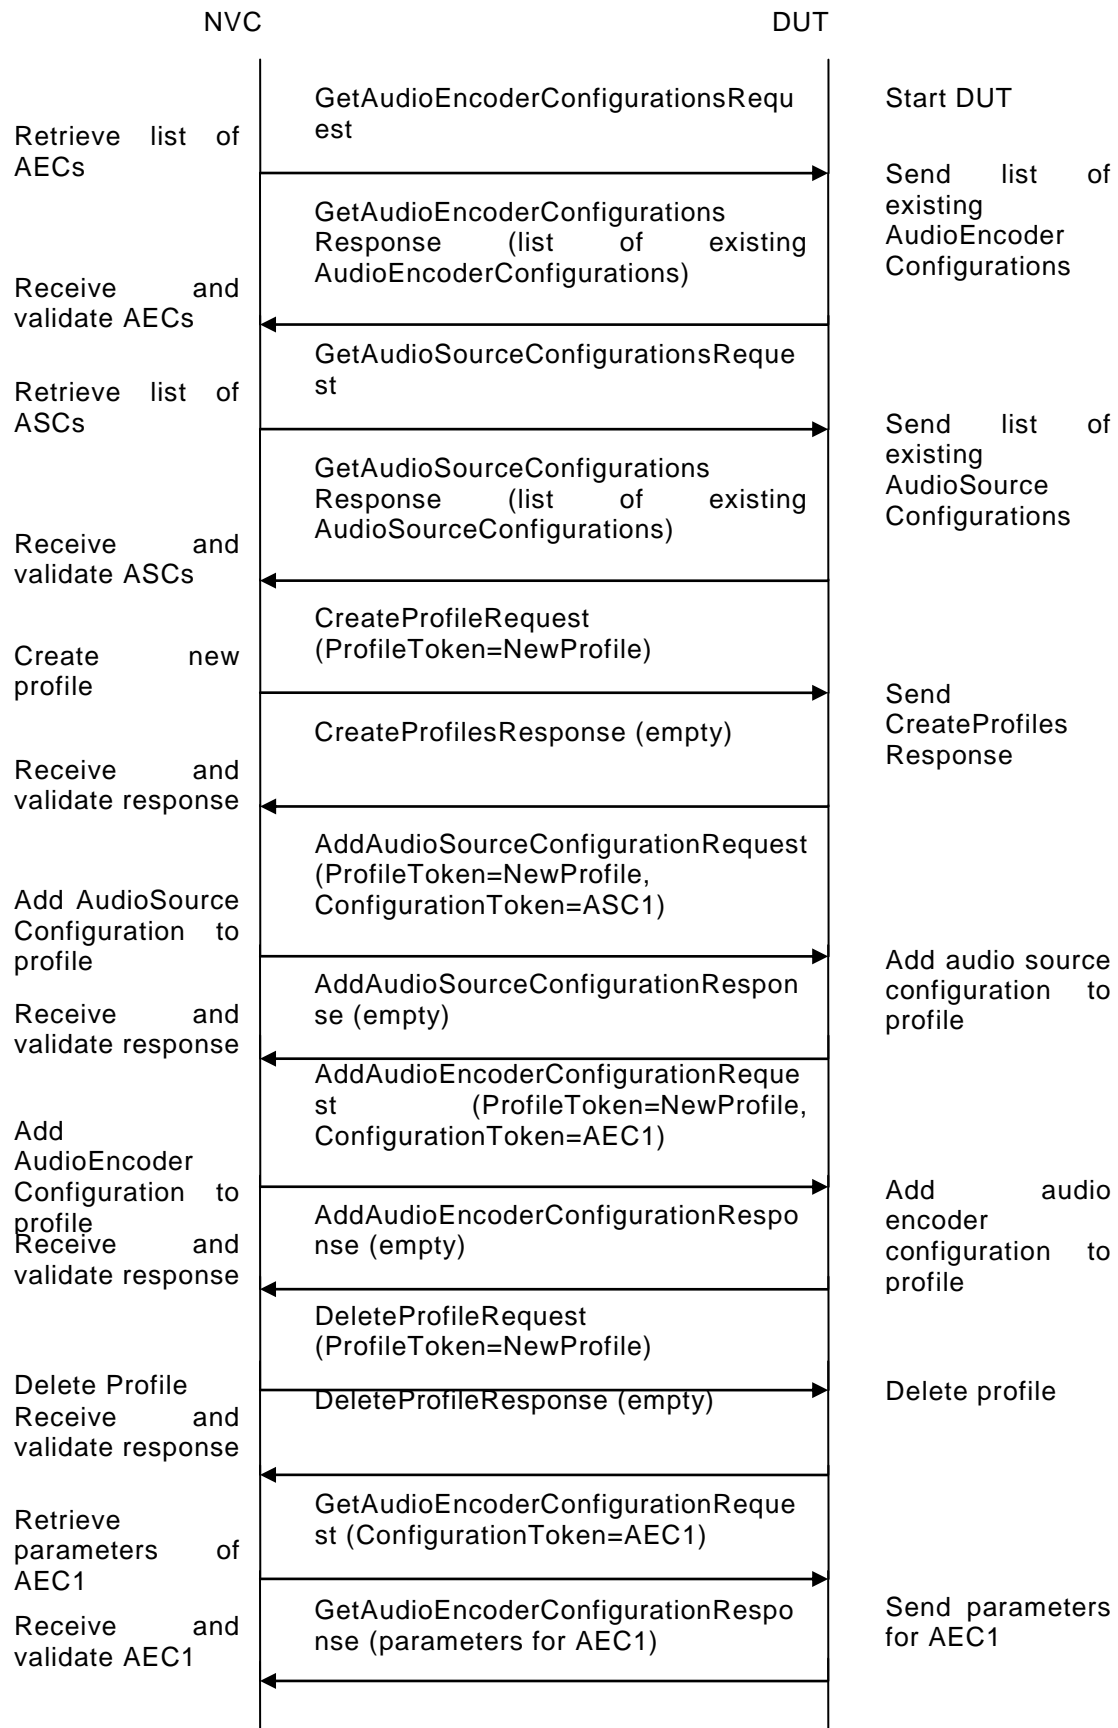 NVC
DUT
GetAudioEncoderConfigurationsRequ
est
Start DUT
Retrieve list of
AECs
Send list of
existing
AudioEncoder
Configurations
GetAudioEncoderConfigurations
Response (list of existing
AudioEncoderConfigurations)
Receive and
validate AECs
GetAudioSourceConfigurationsReque
st
Retrieve list of
ASCs
Send list of
existing
AudioSource
Configurations
GetAudioSourceConfigurations
Response (list of existing
AudioSourceConfigurations)
Receive and
validate ASCs
CreateProfileRequest
(ProfileToken=NewProfile)
Create new
profile
Send
CreateProfiles
Response
CreateProfilesResponse (empty)
Receive and
validate response
AddAudioSourceConfigurationRequest
(ProfileToken=NewProfile,
ConfigurationToken=ASC1)
Add AudioSource
Configuration to
profile
Add audio source
configuration to
profile
AddAudioSourceConfigurationRespon
se (empty)
Receive and
validate response
AddAudioEncoderConfigurationReque
st (ProfileToken=NewProfile,
ConfigurationToken=AEC1)
Add
AudioEncoder
Configuration to
profile
Add audio
encoder
configuration to
profile
AddAudioEncoderConfigurationRespo
nse (empty)
Receive and
validate response
DeleteProfileRequest
(ProfileToken=NewProfile)
Delete Profile
Delete profile
DeleteProfileResponse (empty)
Receive and
validate response
GetAudioEncoderConfigurationReque
st (ConfigurationToken=AEC1)
Retrieve
parameters of
AEC1
Send parameters
for AEC1
GetAudioEncoderConfigurationRespo
nse (parameters for AEC1)
Receive and
validate AEC1